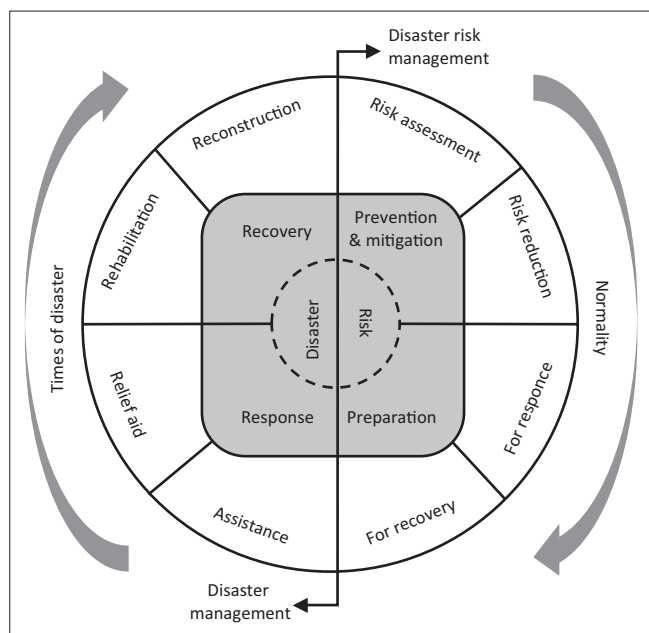 Disaster risk
management
Reconstruction
Risk assessment
Rehabilitation
Recovery
Prevention
& mitigation
Risk reduction
Times of disaster
Disaster
Risk
Normality
Relief aid
Response
Preparation
For responce
Assistance
For recovery
Disaster
management